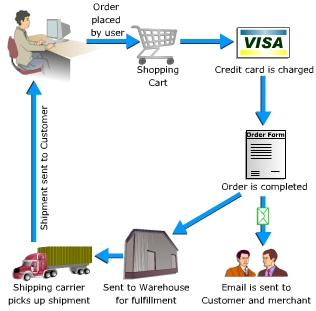 Order
placed
by user
Shopping
Cart
VISA
Credit card is charged
Order Form
Order is completed
Email is sent to
Customer and merchant
Sent to Warehouse
for fulfillment
Shipping carrier
picks up shipment
Shipment sent to Customer